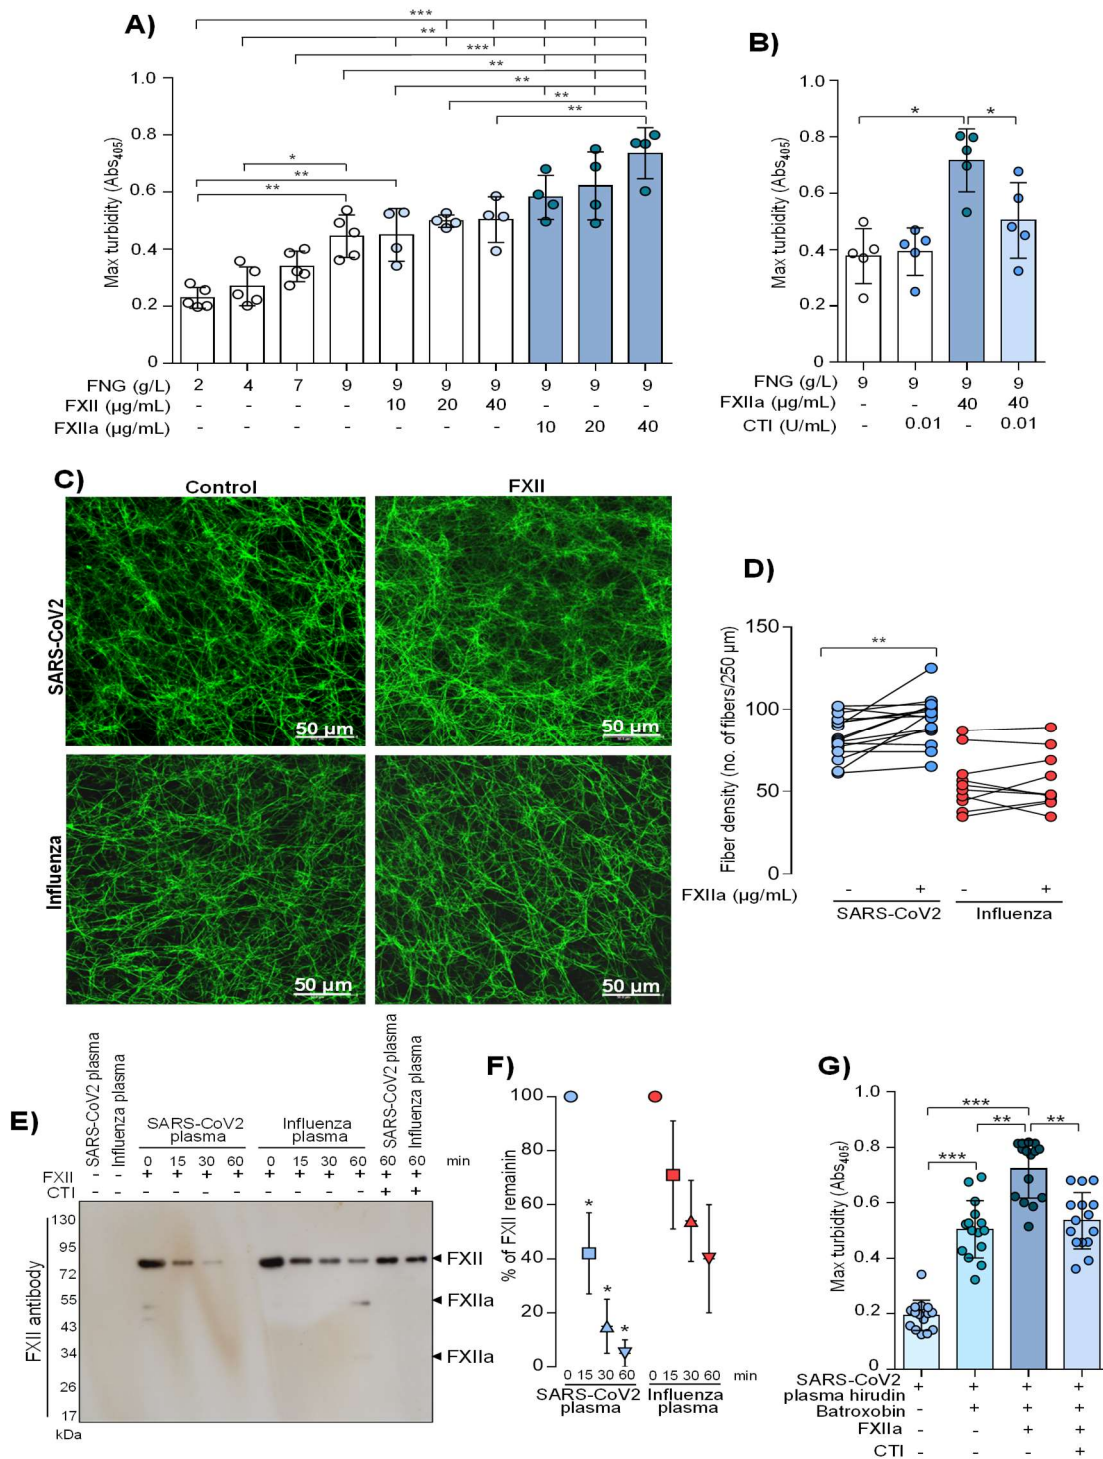 A)
***
**
***
**
**
**
**
*
**
**
Max turbidity (Abs405)
1.0
0.8
0.6
0.4
0.2
0
FNG (g/L) 2 4 7 9 9 9 9 9 9 9
FXII (µg/mL) - - - - 10 20 40 - - -
FXIIa (µg/mL) - - - - - - - 10 20 40
B)
* *
Max turbidity (Abs405)
1.0
0.8
0.6
0.4
0.2
0
FNG (g/L) 9 9 9 9
FXIIa (µg/mL) - - 40 40
CTI (U/mL) - 0.01 - 0.01
C)
Control FXII
SARS-CoV2
50 µm 50 µm
Influenza
50 µm 50 µm
D)
**
Fiber density (no. of fibers/250 µm)
150
100
50
0
FXIIa (µg/mL) - + - +
SARS-CoV2 Influenza
E)
SARS-CoV2 plasma
Influenza plasma
SARS-CoV2 plasma
Influenza plasma
SARS-CoV2 plasma
Influenza plasma
0 15 30 60 0 15 30 60 60 60 min
FXII - - + + + + + + + + + +
CTI - - - - - - - - - - + +
FXII antibody
130
95
72
55
43
34
26
17
kDa
FXII
FXIIa
FXIIa
F)
% of FXII remainin
100
80
60
40
20
0
* * *
0 15 30 60 0 15 30 60 min
SARS-CoV2 plasma
Influenza plasma
G)
***
** **
***
Max turbidity (Abs405)
1.0
0.8
0.6
0.4
0.2
0
SARS-CoV2
plasma hirudin + + + +
Batroxobin - + + +
FXIIa - - + +
CTI - - - +